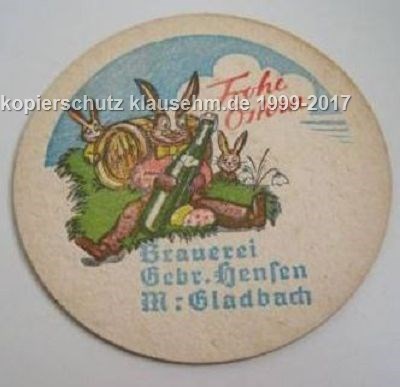 Frohe
Ostern
kopierschutz klausehm.de 1999-2017
Brauerei
Gebr. Hensen
M: Gladbach